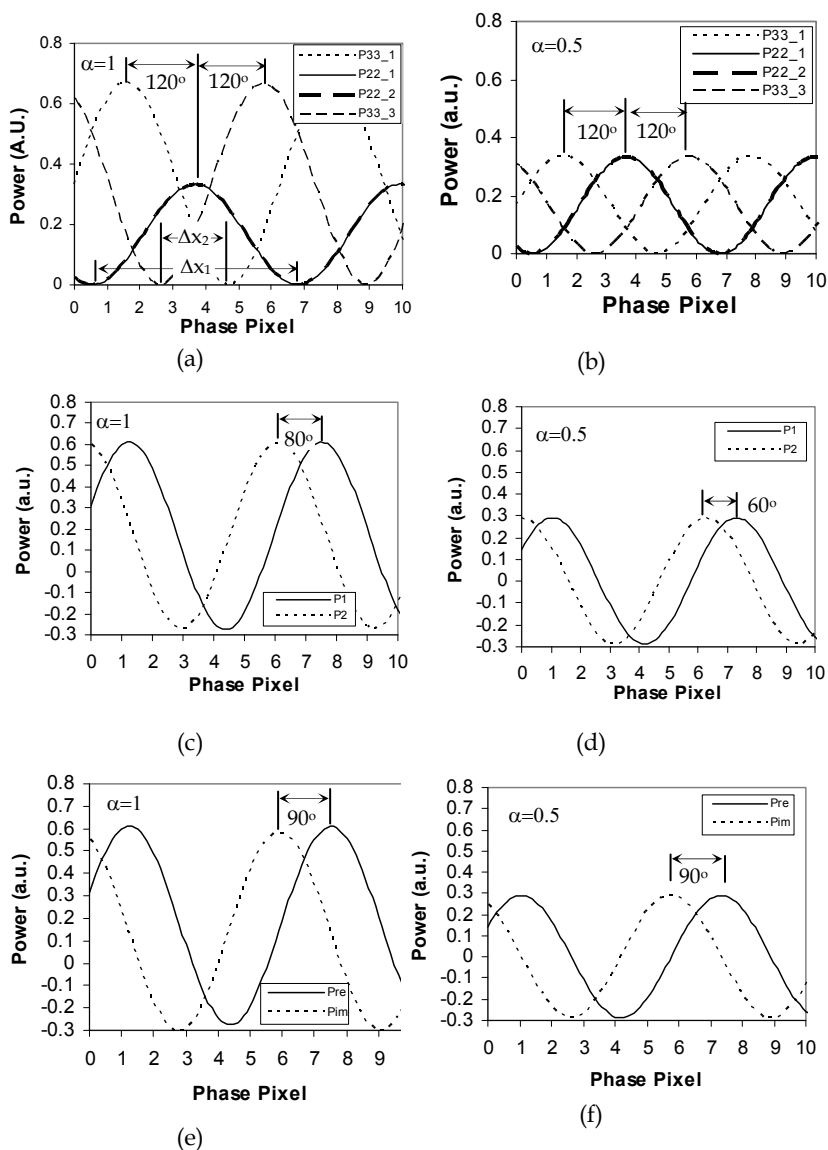 α=1
P33_1
P22_1
P22_2
P33_3
120o 120o
Δx2
Δx1
Power (A.U.)
0.8
0.6
0.4
0.2
0
0 1 2 3 4 5 6 7 8 9 10
Phase Pixel
(a)
α=0.5
P33_1
P22_1
P22_2
P33_3
120o 120o
Power (a.u.)
0.8
0.6
0.4
0.2
0
0 1 2 3 4 5 6 7 8 9 10
Phase Pixel
(b)
α=1
80o
P1
P2
Power (a.u.)
0.8
0.7
0.6
0.5
0.4
0.3
0.2
0.1
0
-0.1
-0.2
-0.3
0 1 2 3 4 5 6 7 8 9 10
Phase Pixel
(c)
α=0.5
P1
P2
60o
Power (a.u.)
0.8
0.7
0.6
0.5
0.4
0.3
0.2
0.1
0
-0.1
-0.2
-0.3
0 1 2 3 4 5 6 7 8 9 10
Phase Pixel
(d)
α=1
90o
Pre
Pim
Power (a.u.)
0.8
0.7
0.6
0.5
0.4
0.3
0.2
0.1
0
-0.1
-0.2
-0.3
0 1 2 3 4 5 6 7 8 9
Phase Pixel
(e)
α=0.5
Pre
Pim
90o
Power (a.u.)
0.8
0.7
0.6
0.5
0.4
0.3
0.2
0.1
0
-0.1
-0.2
-0.3
0 1 2 3 4 5 6 7 8 9 10
Phase Pixel
(f)